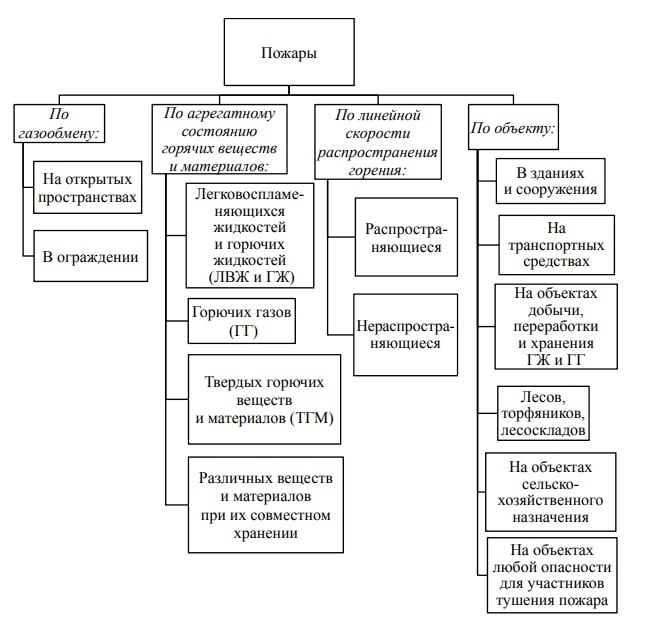 Пожары
По
газообмену:
На открытых
пространствах
В ограждении
По агрегатному
состоянию
горячих веществ
и материалов:
Легковоспламе-
няющихся
жидкостей
и горючих
жидкостей
(ЛВЖ и ГЖ)
Горючих газов
(ГГ)
Твердых горючих
веществ
и материалов (ТГМ)
Различных веществ
и материалов
при их совместном
хранении
По линейной
скорости
распространения
горения:
Распростра-
няющиеся
Нераспростра-
няющиеся
По объекту:
В зданиях
и сооружения
На
транспортных
средствах
На объектах
добычи,
переработки
и хранения
ГЖ и ГГ
Лесов,
торфяников,
лесоскладов
На объектах
сельско-
хозяйственного
назначения
На объектах
любой опасности
для участников
тушения пожара